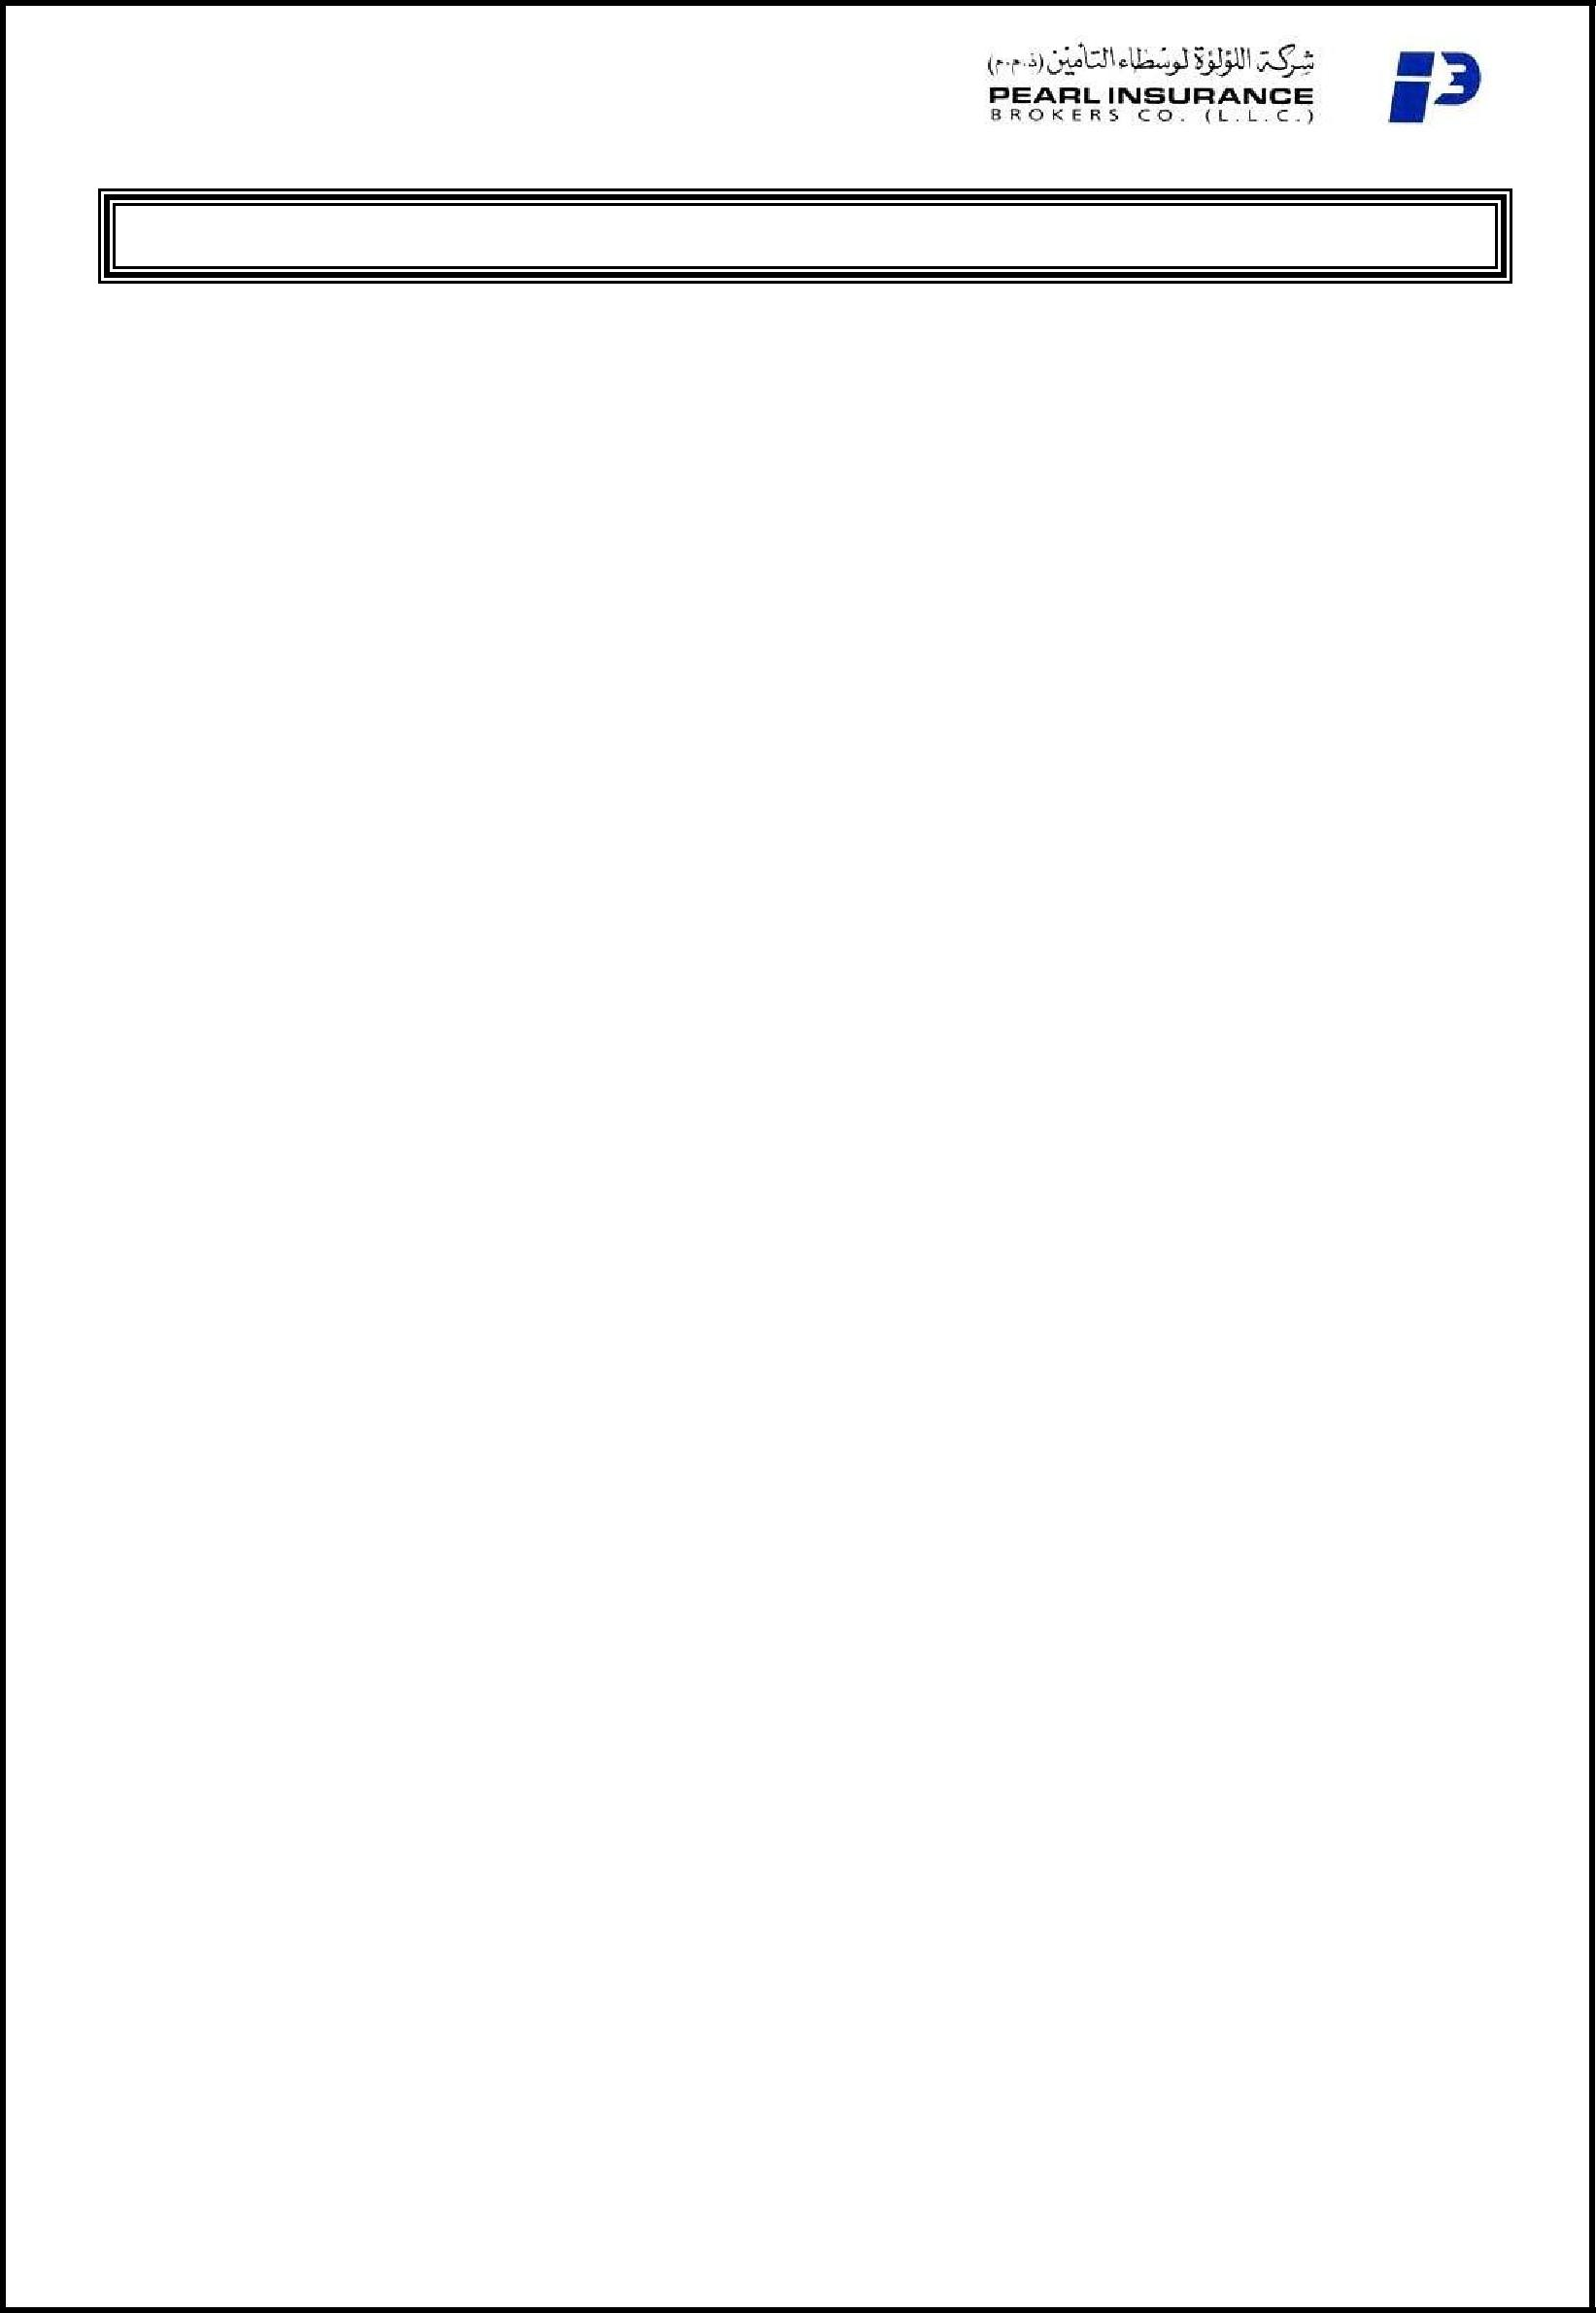 شركة اللؤلؤة لوسطاء التأمين (ذ.م.م)
PEARL INSURANCE
BROKERS CO. (L.L.C.)